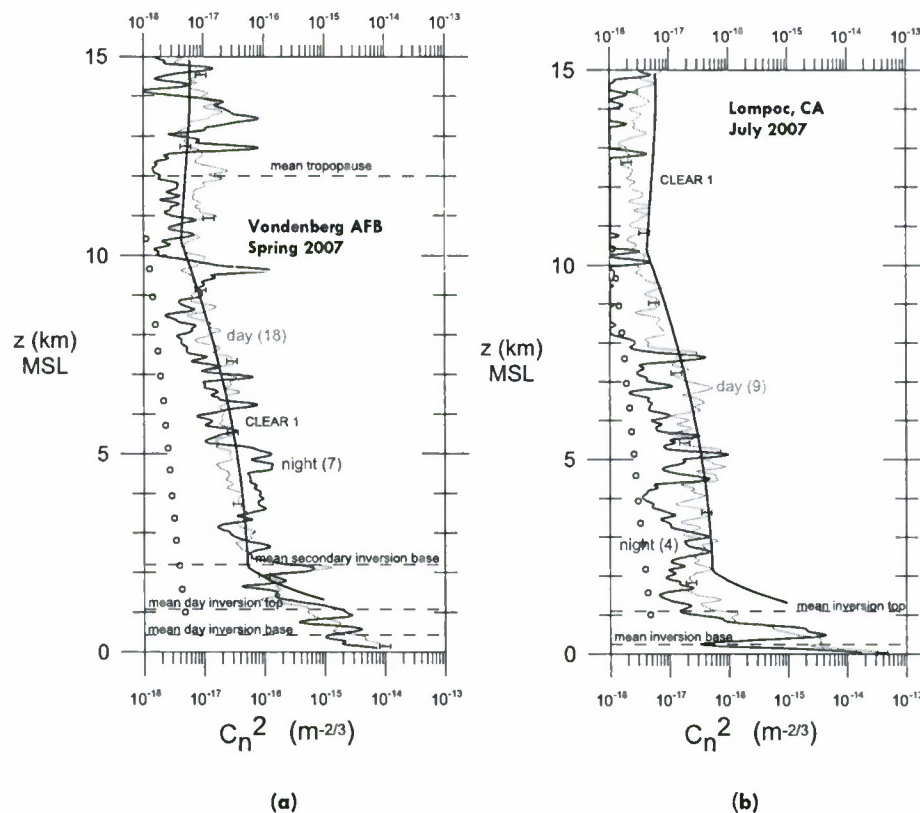 10-18 10-17 10-16 10-15 10-14 10-13
15
mean tropopause
Vondenberg AFB
Spring 2007
10
day (18)
z (km)
MSL
CLEAR 1
5
night (7)
mean secondary inversion base
mean day inversion top
mean day inversion base
0
10-18 10-17 10-16 10-15 10-14 10-13
Cn2 (m-2/3)
(a)
10-18 10-17 10-16 10-15 10-14 10-13
15
Lompoc, CA
July 2007
CLEAR 1
10
z (km)
MSL
day (9)
5
night (4)
mean inversion top
mean inversion base
0
10-18 10-17 10-16 10-15 10-14 10-13
Cn2 (m-2/3)
(b)